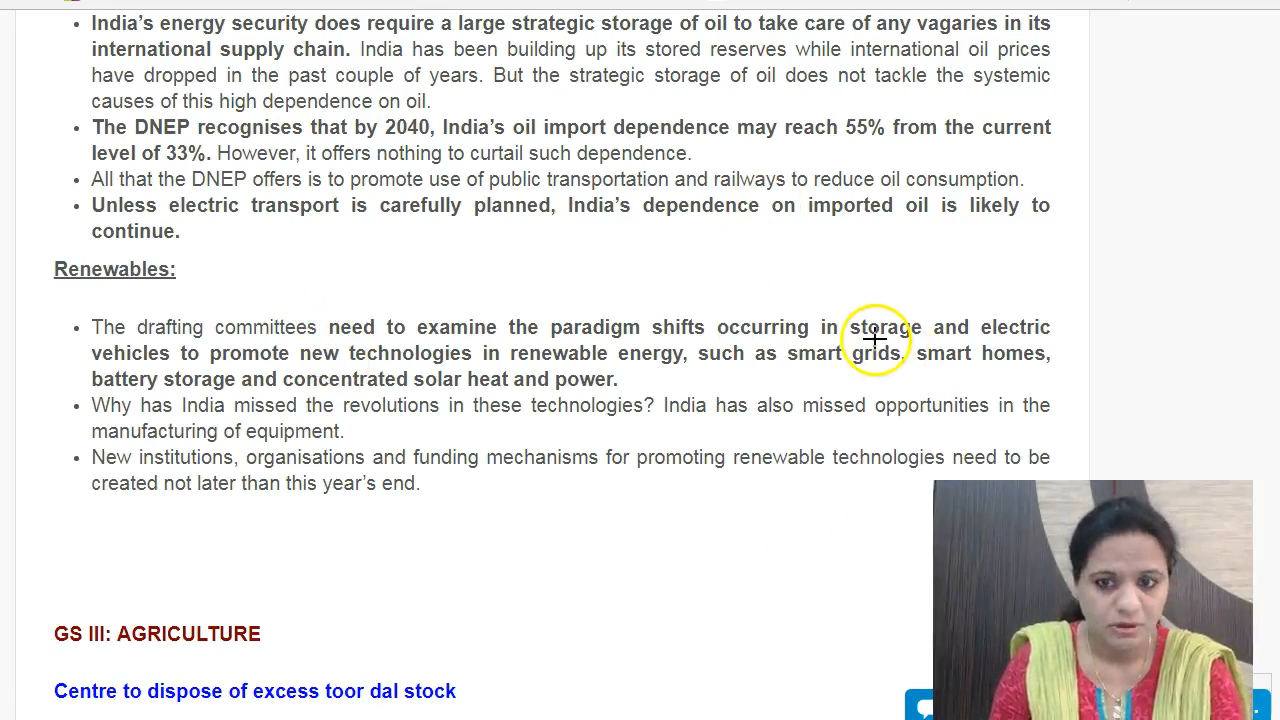 India's energy security does require a large strategic storage of oil to take care of any vagaries in its
international supply chain. India has been building up its stored reserves while international oil prices
have dropped in the past couple of years. But the strategic storage of oil does not tackle the systemic
causes of this high dependence on oil.
The DNEP recognises that by 2040, India's oil import dependence may reach 55% from the current
level of 33%. However, it offers nothing to curtail such dependence.
All that the DNEP offers is to promote use of public transportation and railways to reduce oil consumption.
Unless electric transport is carefully planned, India's dependence on imported oil is likely to
continue.
Renewables:
The drafting committees need to examine the paradigm shifts occurring in storage and electric
vehicles to promote new technologies in renewable energy, such as smart grids, smart homes,
battery storage and concentrated solar heat and power.
Why has India missed the revolutions in these technologies? India has also missed opportunities in the
manufacturing of equipment.
New institutions, organisations and funding mechanisms for promoting renewable technologies need to be
created not later than this year's end.
GS III: AGRICULTURE
Centre to dispose of excess toor dal stock